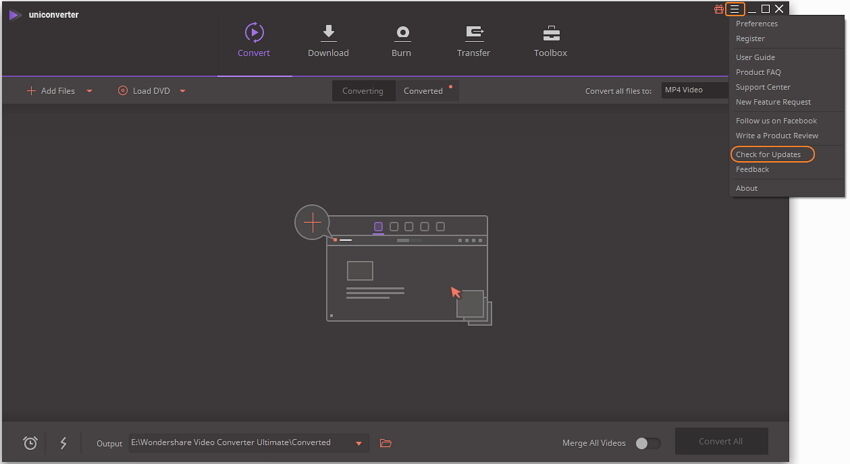 uniconverter
Convert
Download
Burn
Transfer
Toolbox
Preferences
Register
User Guide
Product FAQ
Support Center
New Feature Request
Follow us on Facebook
Write a Product Review
Check for Updates
Feedback
About
Add Files
Load DVD
Converting
Converted
Convert all files to:
MP4 Video
Output
E:\Wondershare Video Converter Ultimate\Converted
Merge All Videos
Convert All